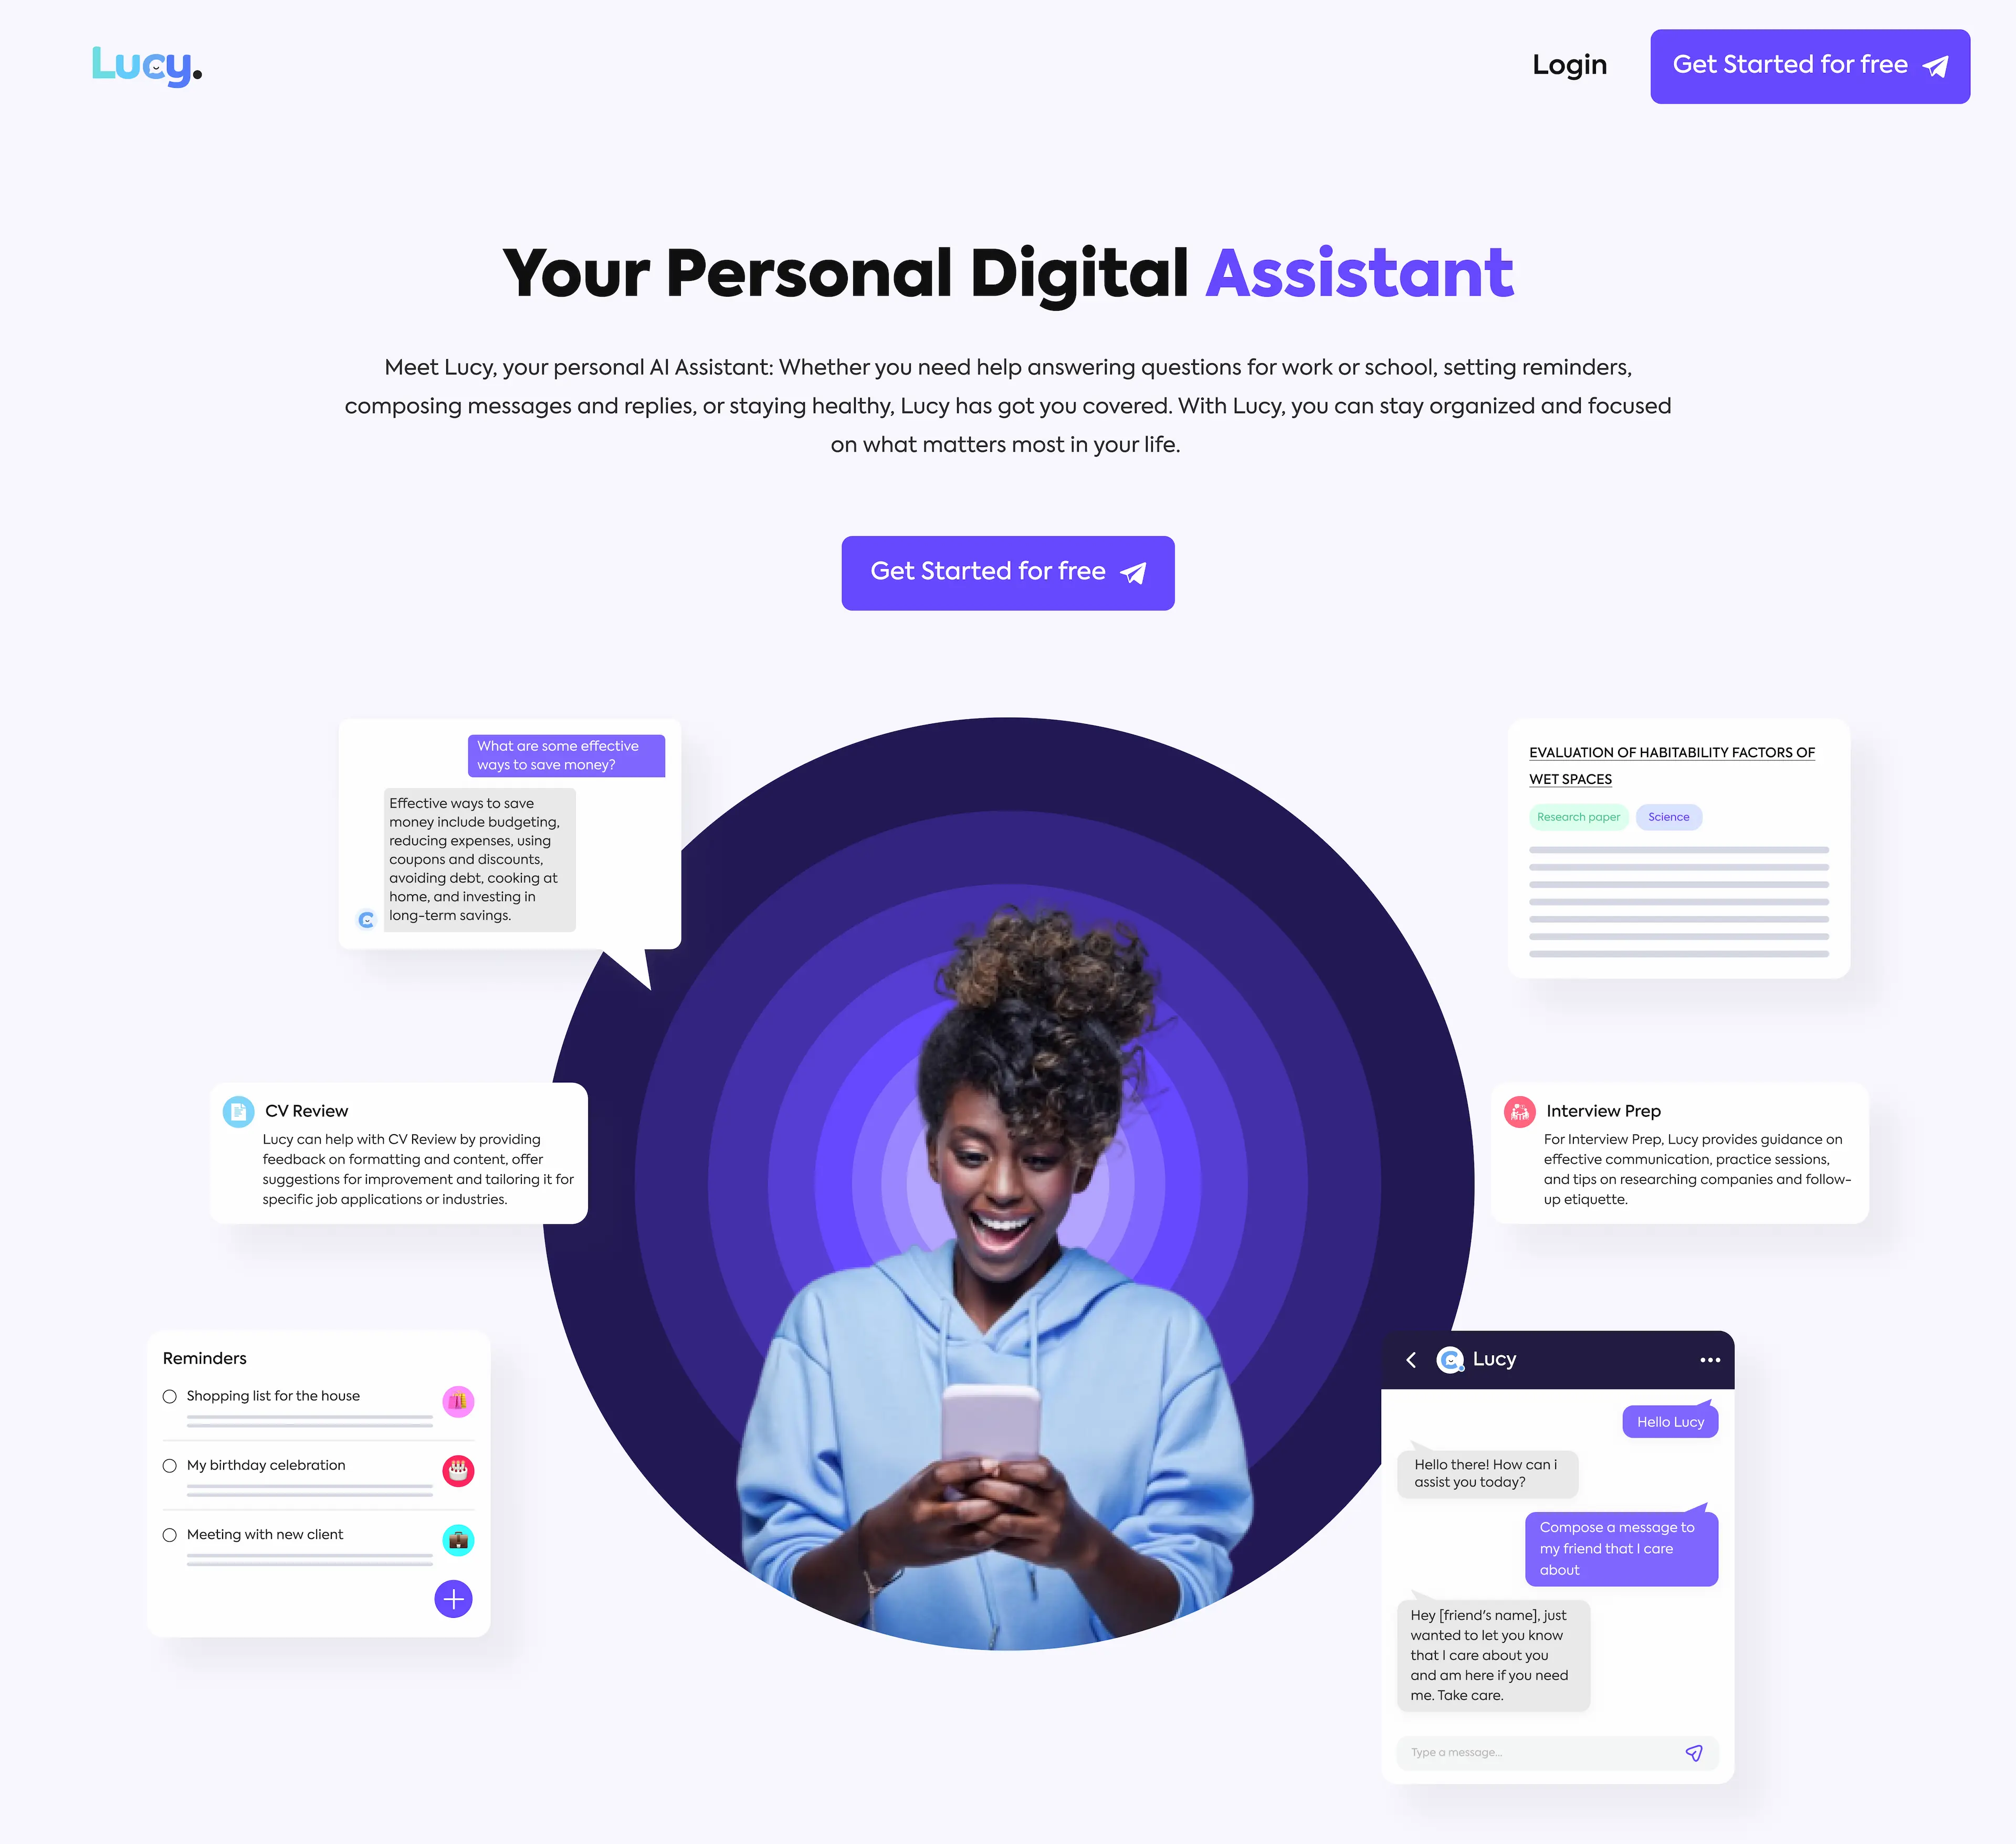 Lucy.
Login
Get Started for free
Your Personal Digital Assistant
Meet Lucy, your personal AI Assistant: Whether you need help answering questions for work or school, setting reminders,
composing messages and replies, or staying healthy, Lucy has got you covered. With Lucy, you can stay organized and focused
on what matters most in your life.
Get Started for free
What are some effective
ways to save money?
Effective ways to save
money include budgeting,
reducing expenses, using
coupons and discounts,
avoiding debt, cooking at
home, and investing in
long-term savings.
EVALUATION OF HABITABILITY FACTORS OF
WET SPACES
Research paper
Science
CV Review
Lucy can help with CV Review by providing
feedback on formatting and content, offer
suggestions for improvement and tailoring it for
specific job applications or industries.
Interview Prep
For Interview Prep, Lucy provides guidance on
effective communication, practice sessions,
and tips on researching companies and follow-
up etiquette.
Reminders
Shopping list for the house
My birthday celebration
Meeting with new client
Lucy
Hello Lucy
Hello there! How can i
assist you today?
Compose a message to
my friend that I care
about
Hey [friend's name], just
wanted to let you know
that I care about you
and am here if you need
me. Take care.
Type a message...